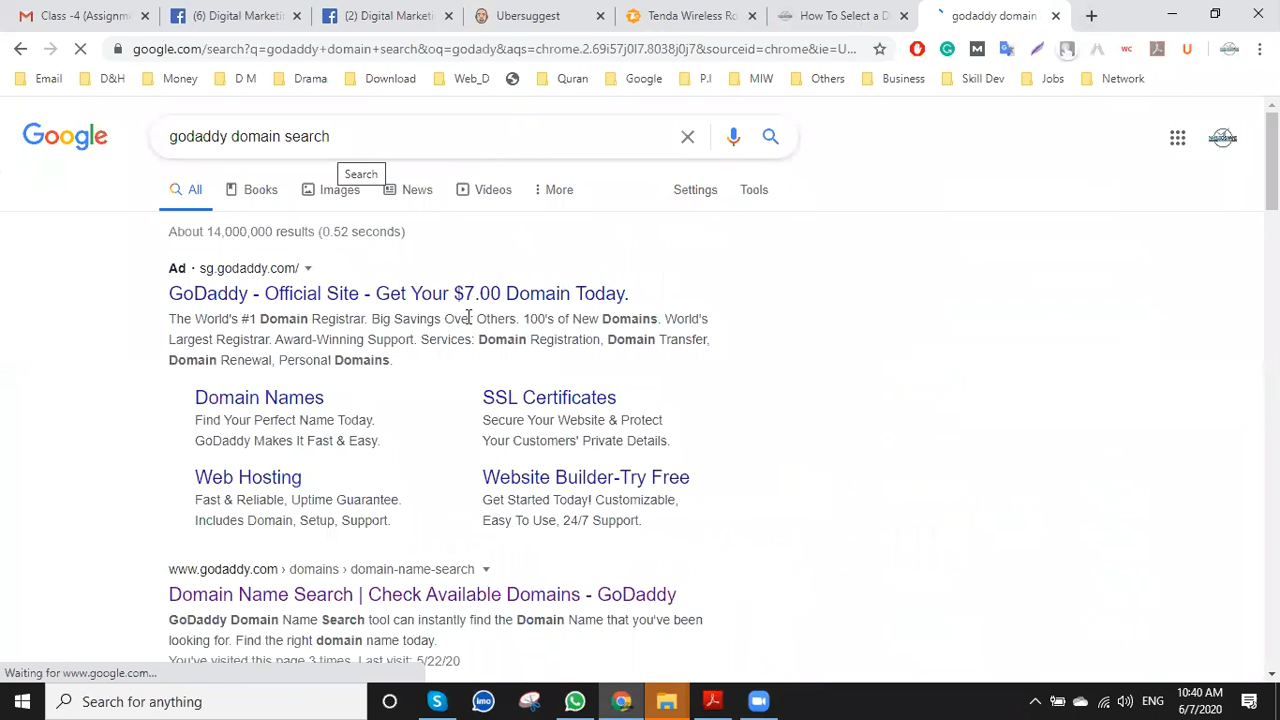 Class -4 (Assignm
(6) Digital Marketi
(2) Digital Marketi
Ubersuggest
Tenda Wireless Ro
How To Select a D
godaddy domain
google.com/search?q=godaddy+domain+search&oq=godady&aqs=chrome.2.69i57j0l7.8038j0j7&sourceid=chrome&ie=U...
Email
D&H
Money
D M
Drama
Download
Web_D
Quran
Google
P.I
MIW
Others
Business
Skill Dev
Jobs
Network
Google
godaddy domain search
Search
All
Books
Images
News
Videos
More
Settings
Tools
About 14,000,000 results (0.52 seconds)
Ad · sg.godaddy.com/
GoDaddy - Official Site - Get Your $7.00 Domain Today.
The World's #1 Domain Registrar. Big Savings Over Others. 100's of New Domains. World's
Largest Registrar. Award-Winning Support. Services: Domain Registration, Domain Transfer,
Domain Renewal, Personal Domains.
Domain Names
Find Your Perfect Name Today.
GoDaddy Makes It Fast & Easy.
SSL Certificates
Secure Your Website & Protect
Your Customers' Private Details.
Web Hosting
Fast & Reliable, Uptime Guarantee.
Includes Domain, Setup, Support.
Website Builder-Try Free
Get Started Today! Customizable,
Easy To Use, 24/7 Support.
www.godaddy.com › domains › domain-name-search
Domain Name Search | Check Available Domains - GoDaddy
GoDaddy Domain Name Search tool can instantly find the Domain Name that you've been
looking for. Find the right domain name today.
You've visited this page 3 times. Last visit: 5/22/20
Waiting for www.google.com...
Search for anything
imo
ENG
10:40 AM
6/7/2020